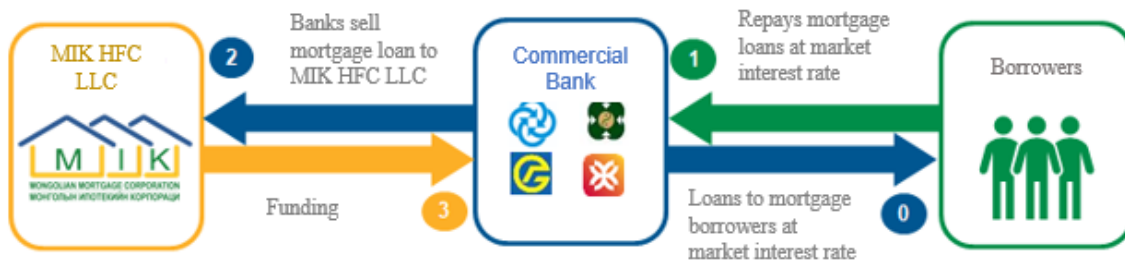 MIK HFC
LLC
M I K
MONGOLIAN MORTGAGE CORPORATION
МОНГОЛЫН ИПОТЕКИЙН КОРПОРАЦИ
2
Banks sell
mortgage loan to
MIK HFC LLC
Funding
3
Commercial
Bank
1
Repays mortgage
loans at market
interest rate
Loans to mortgage
borrowers at
market interest rate
0
Borrowers